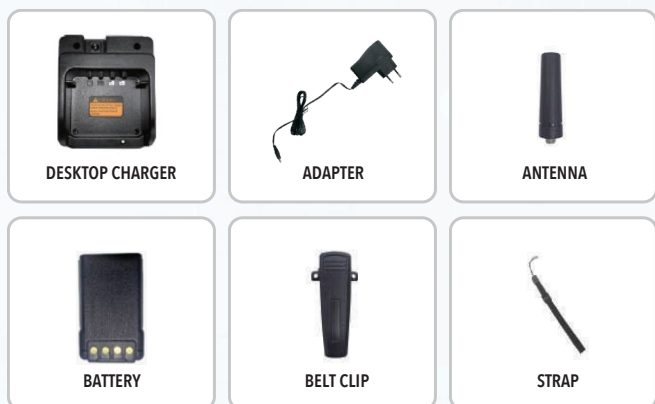 DESKTOP CHARGER
ADAPTER
ANTENNA
BATTERY
BELT CLIP
STRAP